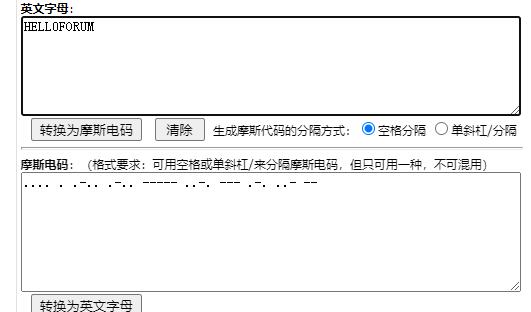 英文字母:
HELL0FORUM
转换为摩斯电码 清除 生成摩斯代码的分隔方式: 空格分隔 单斜杠/分隔
摩斯电码: (格式要求: 可用空格或单斜杠/来分隔摩斯电码, 但只可用一种, 不可混用)
.... . .-.. .-.. ----- ..-. --- .-. ..- --
转换为英文字母